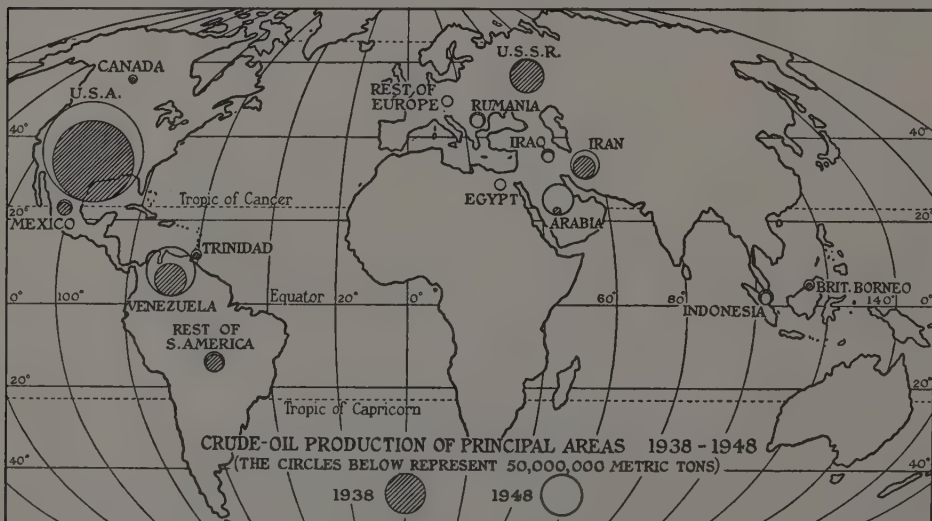 CANADA
U.S.A.
U.S.S.R.
REST OF
EUROPE
RUMANIA
40°
40°
IRAQ
IRAN
EGYPT
Tropic of Cancer
ARABIA
20°
20°
MEXICO
TRINIDAD
VENEZUELA
0°
100°
Equator
20°
0°
60°
80°
INDONESIA
BRIT. BORNEO
140°
0°
REST OF
S. AMERICA
20°
20°
Tropic of Capricorn
CRUDE-OIL PRODUCTION OF PRINCIPAL AREAS 1938-1948
(THE CIRCLES BELOW REPRESENT 50,000,000 METRIC TONS)
40°
40°
1938
1948